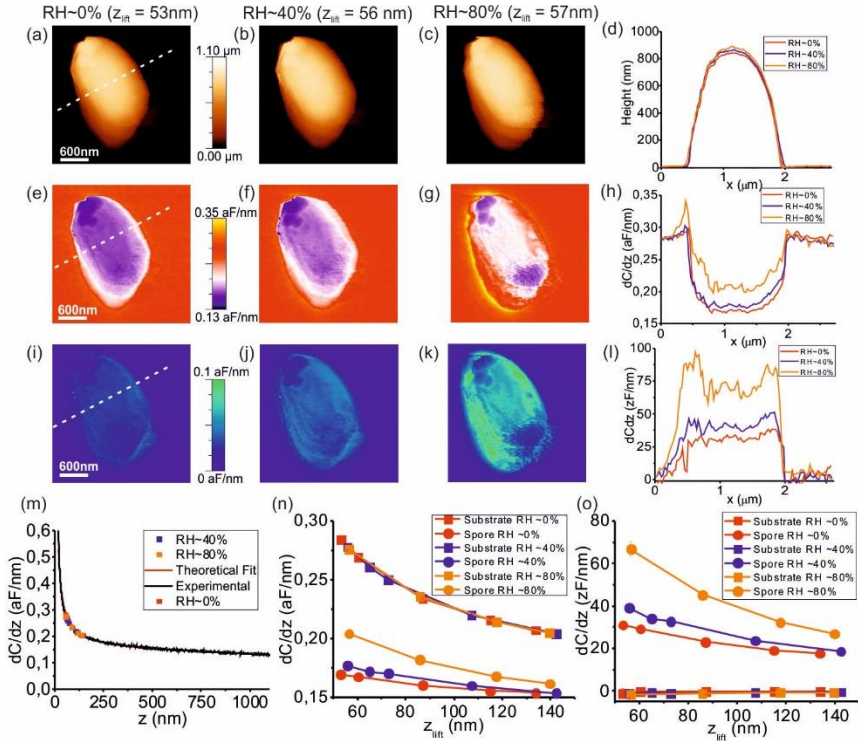 RH~0% (zlift = 53nm)
RH~40% (zlift = 56 nm)
RH~80% (zlift = 57nm)
(a)
1.10 µm
0.00 µm
600nm
(b)
(c)
(d)
RH~0%
RH~40%
RH~80%
Height (nm)
1000
800
600
400
200
0
0 1 2
x (µm)
(e)
0.35 aF/nm
0.13 aF/nm
600nm
(f)
(g)
(h)
RH~0%
RH~40%
RH~80%
dC/dz (aF/nm)
0,35
0,30
0,25
0,20
0,15
0 1 2
x (µm)
(i)
0.1 aF/nm
0 aF/nm
600nm
(j)
(k)
(l)
RH~0%
RH~40%
RH~80%
dCdz (zF/nm)
100
75
50
25
0
0 1 2
x (µm)
(m)
RH~40%
RH~80%
Theoretical Fit
Experimental
RH~0%
dC/dz (aF/nm)
0.6
0.5
0.4
0.3
0.2
0.1
0.0
0 250 500 750 1000
z (nm)
(n)
Substrate RH ~0%
Spore RH ~0%
Substrate RH ~40%
Spore RH ~40%
Substrate RH ~80%
Spore RH ~80%
dC/dz (aF/nm)
0,30
0,25
0,20
0,15
60 80 100 120 140
zlift (nm)
(o)
Substrate RH ~0%
Spore RH ~0%
Substrate RH ~40%
Spore RH ~40%
Substrate RH ~80%
Spore RH ~80%
dC/dz (zF/nm)
80
60
40
20
0
60 80 100 120 140
zlift (nm)